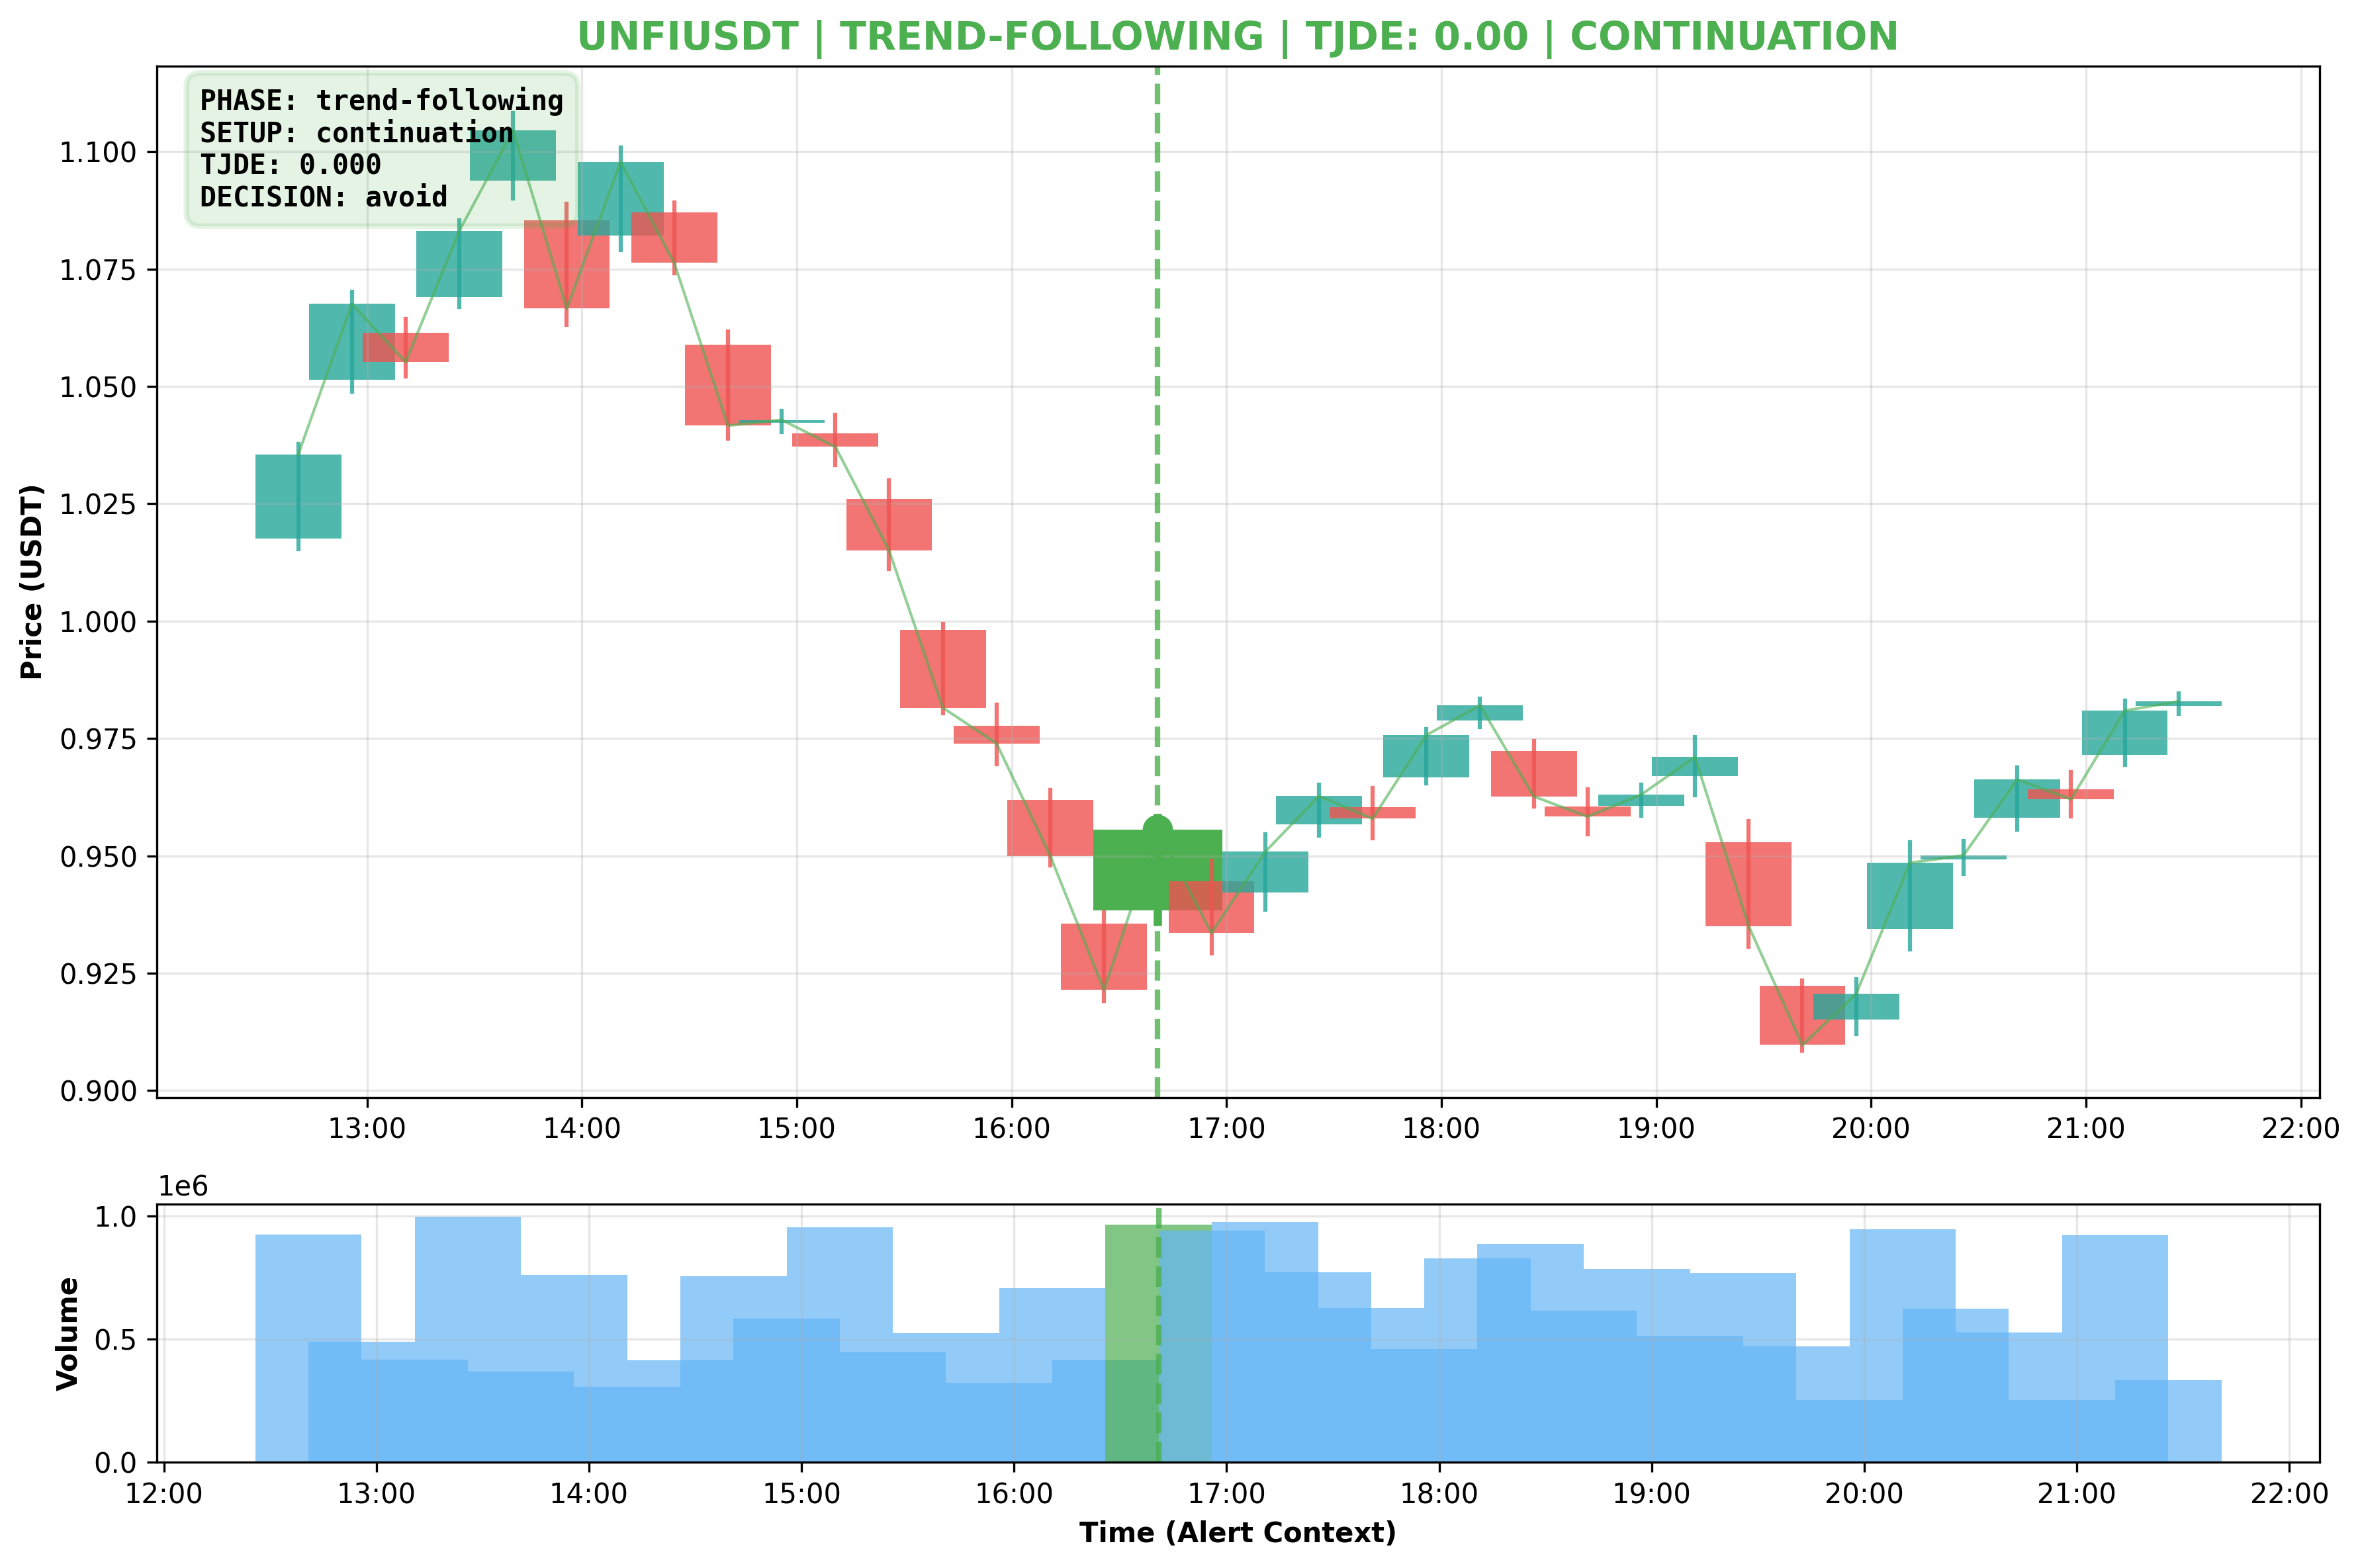 UNFIUSDT | TREND-FOLLOWING | TJDE: 0.00 | CONTINUATION
PHASE: trend-following
SETUP: continuation
TJDE: 0.000
DECISION: avoid
Price (USDT)
1.100
1.075
1.050
1.025
1.000
0.975
0.950
0.925
0.900
13:00 14:00 15:00 16:00 17:00 18:00 19:00 20:00 21:00 22:00
1e6
Volume
1.0
0.5
0.0
12:00 13:00 14:00 15:00 16:00 17:00 18:00 19:00 20:00 21:00 22:00
Time (Alert Context)